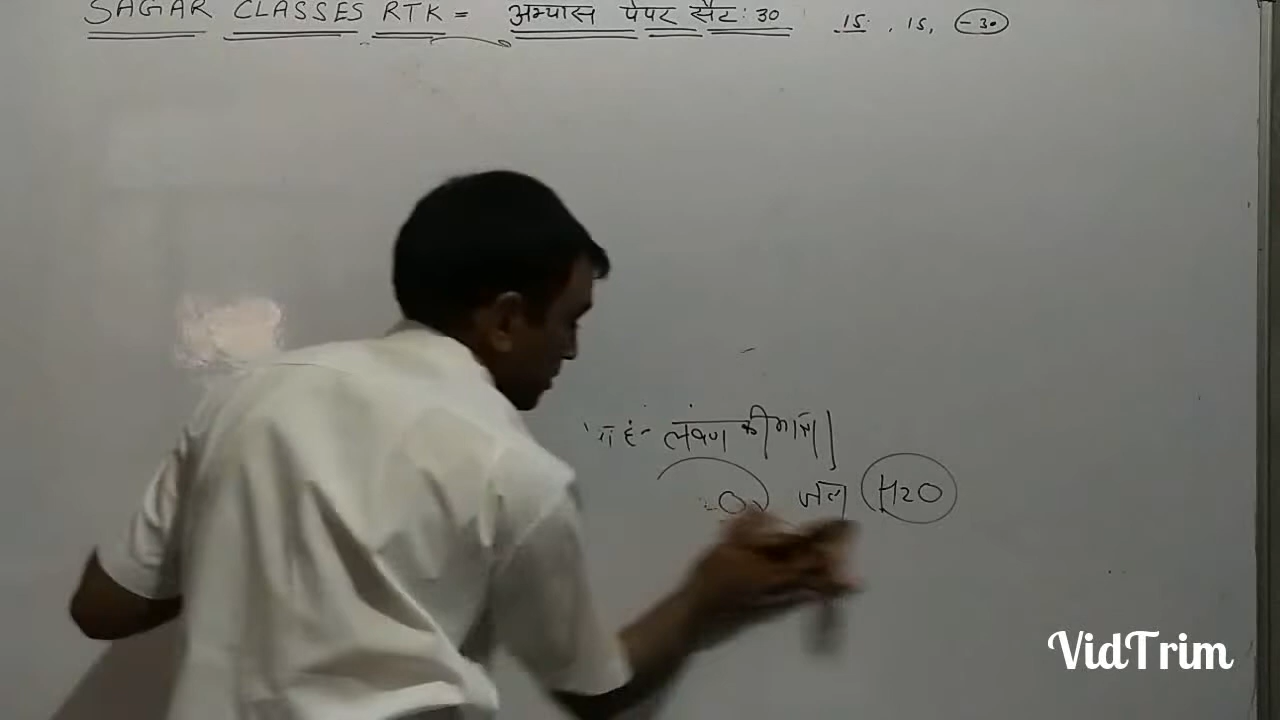 SAGAR CLASSES RTK = अभ्यास पेपर सैट: 30 15. , 15, -30
लवण की मात्रा
जल H2O
VidTrim